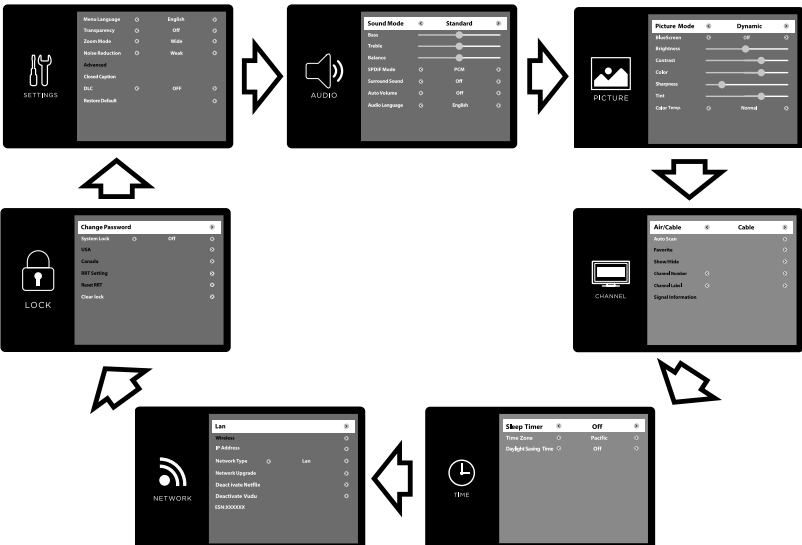 SETTINGS
Menu Language English
Transparency Off
Zoom Mode Wide
Noise Reduction Weak
Advanced
Closed Caption
DLC OFF
Restore Default
AUDIO
Sound Mode Standard
Bass
Treble
Balance
SPDIF Mode PCM
Surround Sound Off
Auto Volume Off
Audio Language English
PICTURE
Picture Mode Dynamic
BlueScreen Off
Brightness
Contrast
Color
Sharpness
Tint
Color Temp. Normal
CHANNEL
Air/Cable Cable
Auto Scan
Favorite
Show/Hide
Channel Number
Channel Label
Signal Information
TIME
Sleep Timer Off
Time Zone Pacific
Daylight Saving Time Off
NETWORK
Lan
Wireless
IP Address
Network Type Lan
Network Upgrade
Deactivate Netflix
Deactivate Vudu
ESN:XXXXXX
LOCK
Change Password
System Lock Off
USA
Canada
RRT Setting
Reset RRT
Clear lock